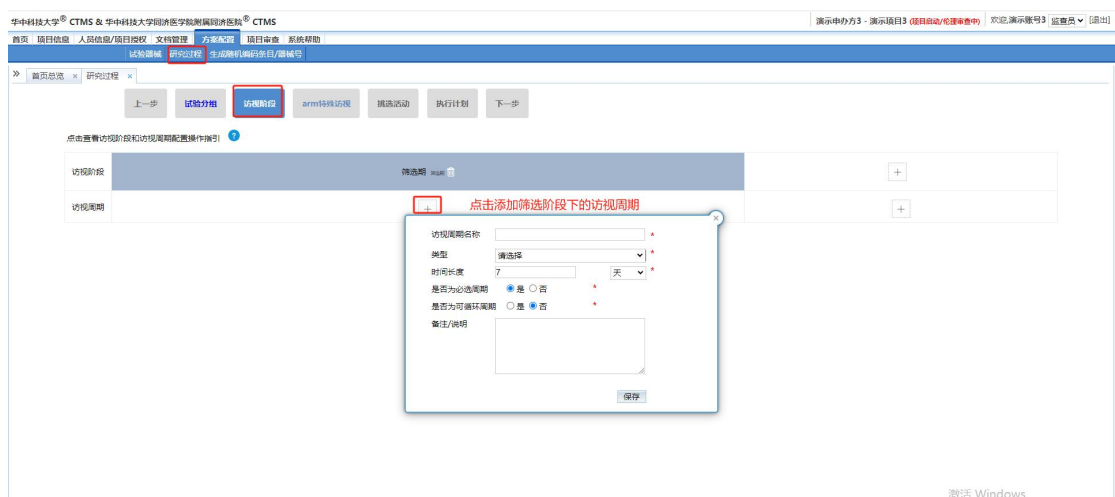 华中科技大学® CTMS & 华中科技大学同济医学院附属同济医院® CTMS 演示申办方3 - 演示项目3 (项目启动/伦理审查中) 欢迎,演示账号3 监查员 [退出]
首页 项目信息 人员信息/项目授权 文档管理 方案配置 项目审查 系统帮助
试验器械 研究过程 生成随机编码条目/器械号
» 首页总览 × 研究过程 ×
上一步 试验分组 访视阶段 arm特殊访视 挑选活动 执行计划 下一步
点击查看访视阶段和访视周期配置操作指引 ?
访视阶段 筛选期 +
访视周期 + 点击添加筛选阶段下的访视周期 +
×
访视周期名称 *
类型 请选择 *
时间长度 7 天 *
是否为必选周期 是 否 *
是否为可循环周期 是 否 *
备注/说明
保存
激活 Windows